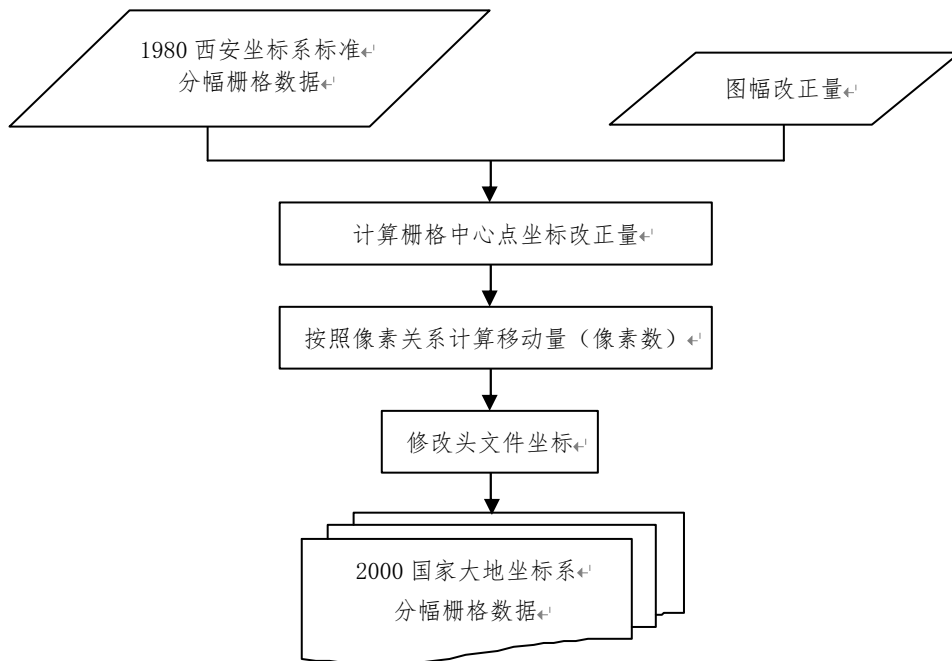 1980 西安坐标系标准
分幅栅格数据
图幅改正量
计算栅格中心点坐标改正量
按照像素关系计算移动量（像素数）
修改头文件坐标
2000 国家大地坐标系
分幅栅格数据